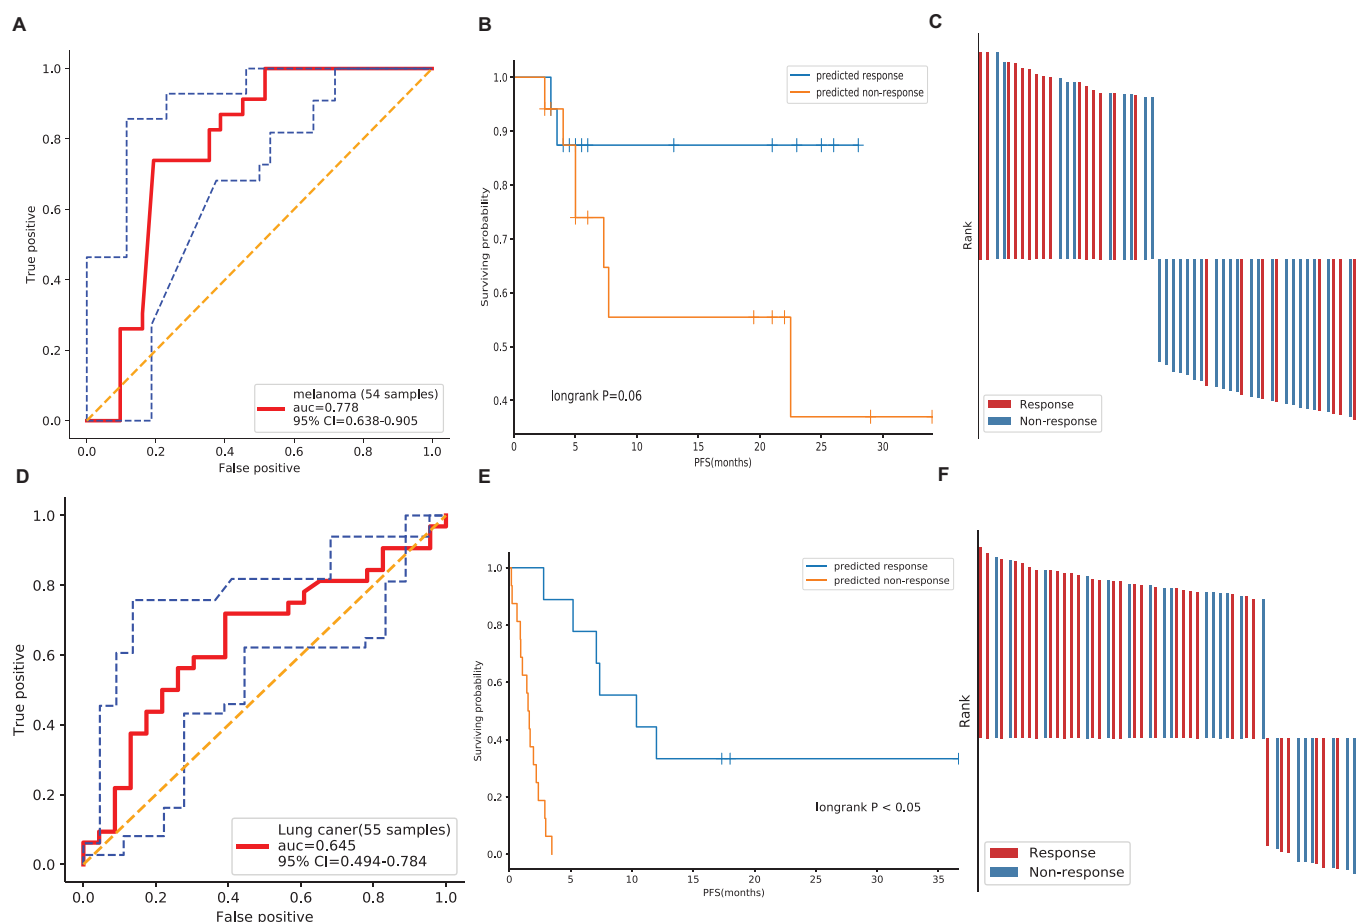 A
1.0
0.8
0.6
0.4
0.2
0.0
True positive
0.0 0.2 0.4 0.6 0.8 1.0
False positive
melanoma (54 samples)
auc=0.778
95% CI=0.638-0.905
B
1.0
0.9
0.8
0.7
0.6
0.5
0.4
Surviving probability
predicted response
predicted non-response
longrank P=0.06
0 5 10 15 20 25 30
PFS(months)
C
Rank
Response
Non-response
D
1.0
0.8
0.6
0.4
0.2
0.0
True positive
Lung caner(55 samples)
auc=0.645
95% CI=0.494-0.784
0.0 0.2 0.4 0.6 0.8 1.0
False positive
E
1.0
0.8
0.6
0.4
0.2
0.0
Surviving probability
predicted response
predicted non-response
longrank P < 0.05
0 5 10 15 20 25 30 35
PFS(months)
F
Rank
Response
Non-response